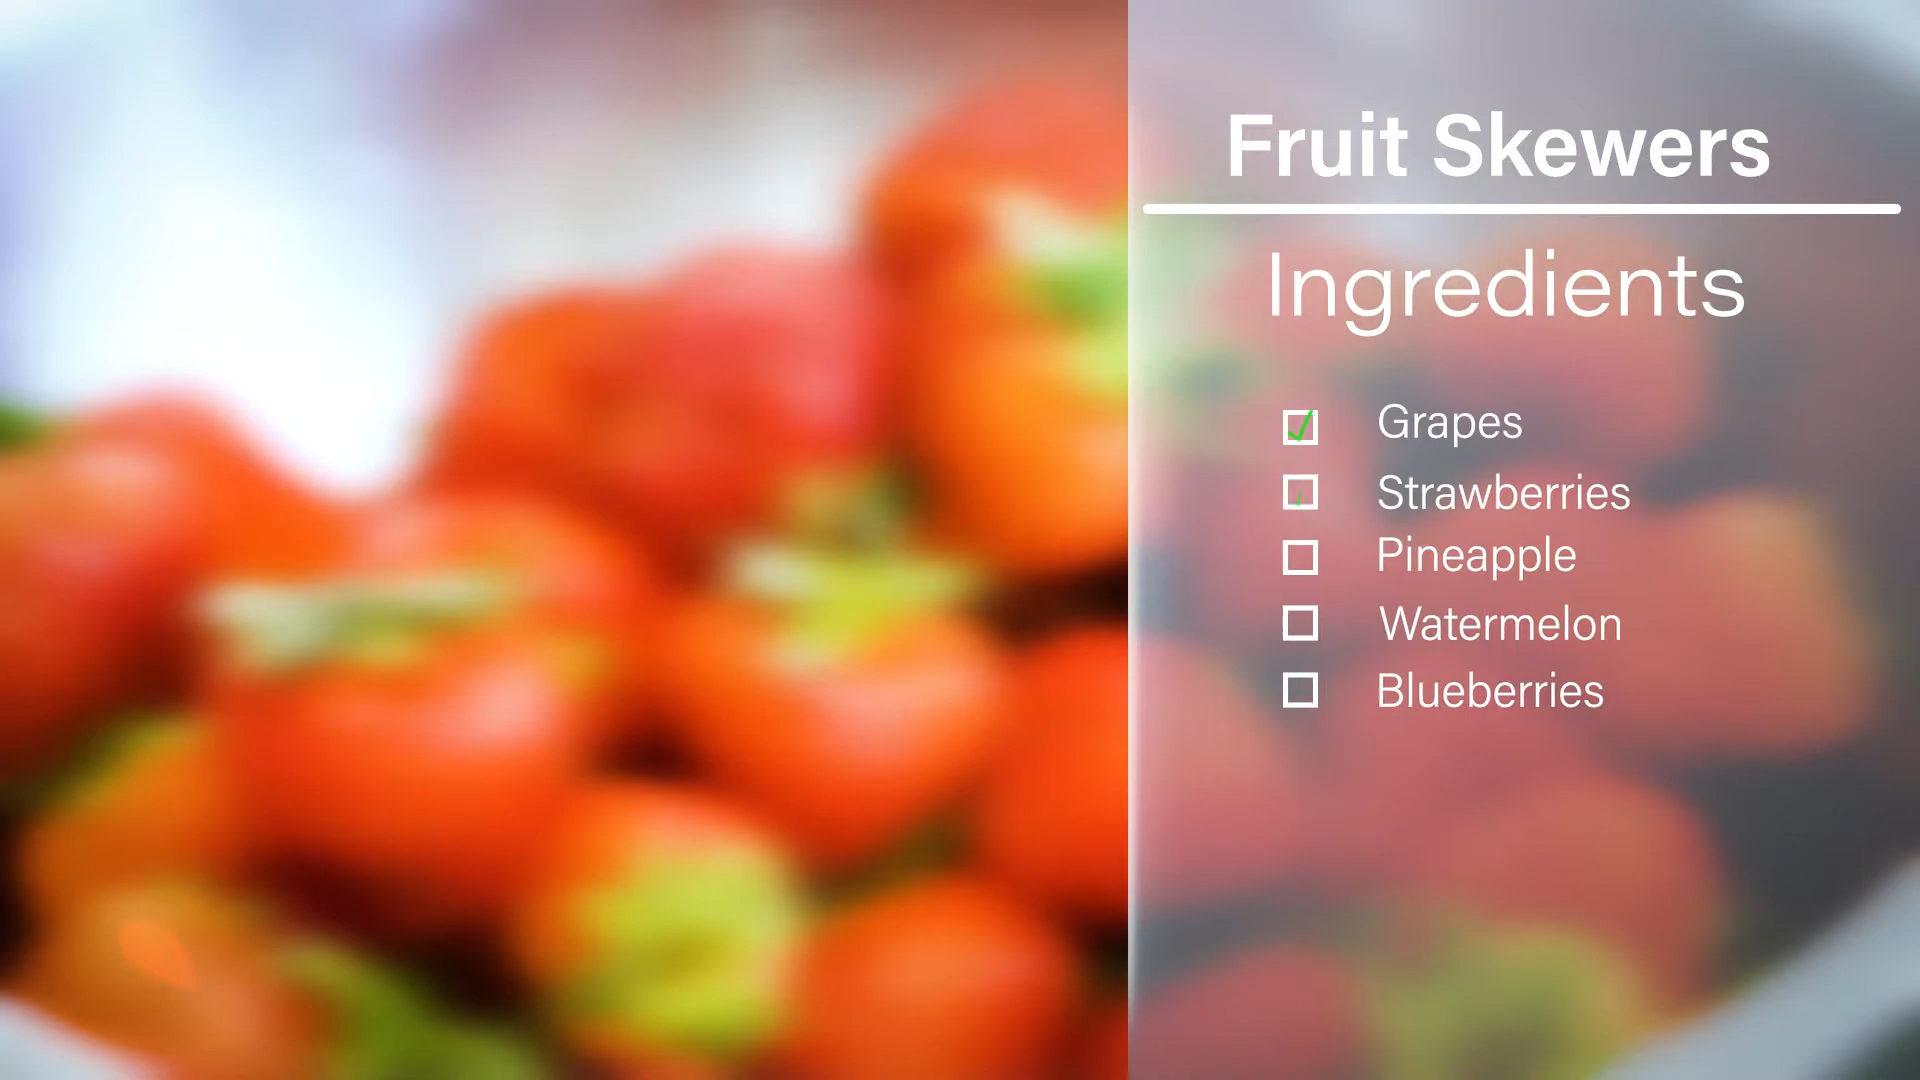 Fruit Skewers
Ingredients
Grapes
Strawberries
Pineapple
Watermelon
Blueberries